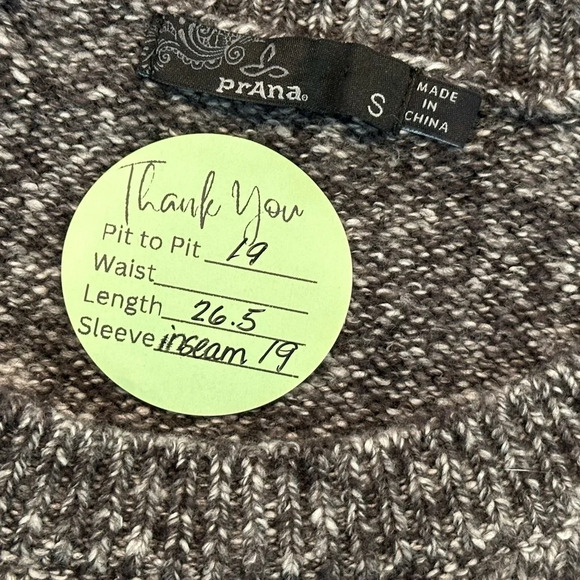 prAna®
S
MADE
IN
CHINA
Thank You
Pit to Pit 19
Waist
Length 26.5
Sleeve inseam 19